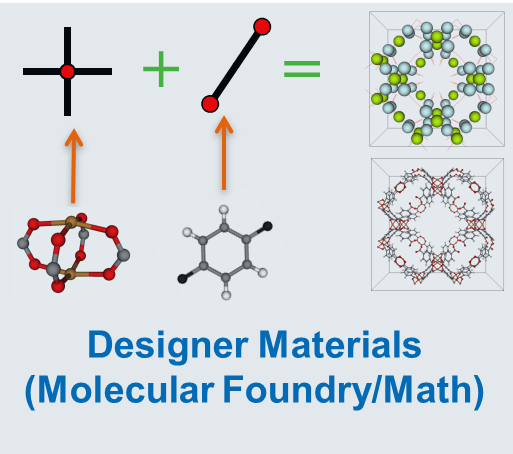 + =
Designer Materials
(Molecular Foundry/Math)